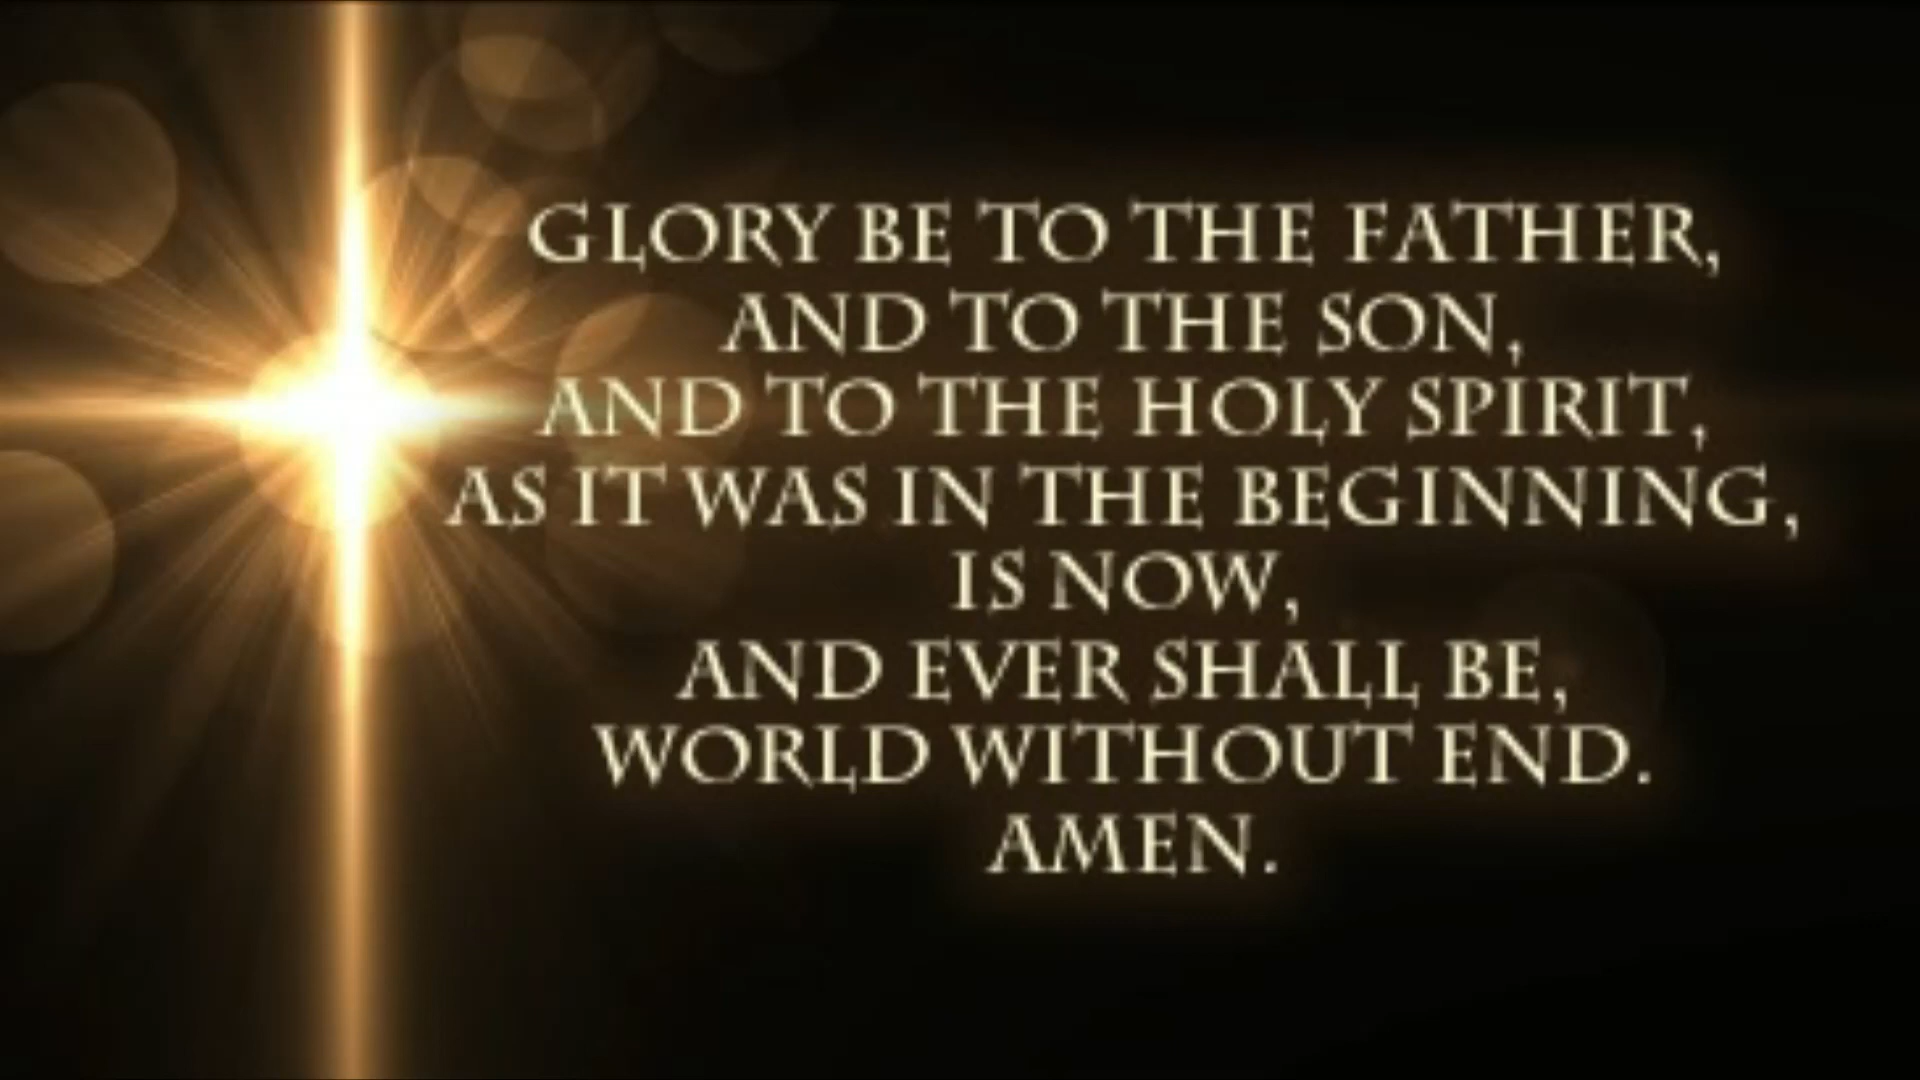 GLORY BE TO THE FATHER,
AND TO THE SON,
AND TO THE HOLY SPIRIT,
AS IT WAS IN THE BEGINNING,
IS NOW,
AND EVER SHALL BE,
WORLD WITHOUT END.
AMEN.